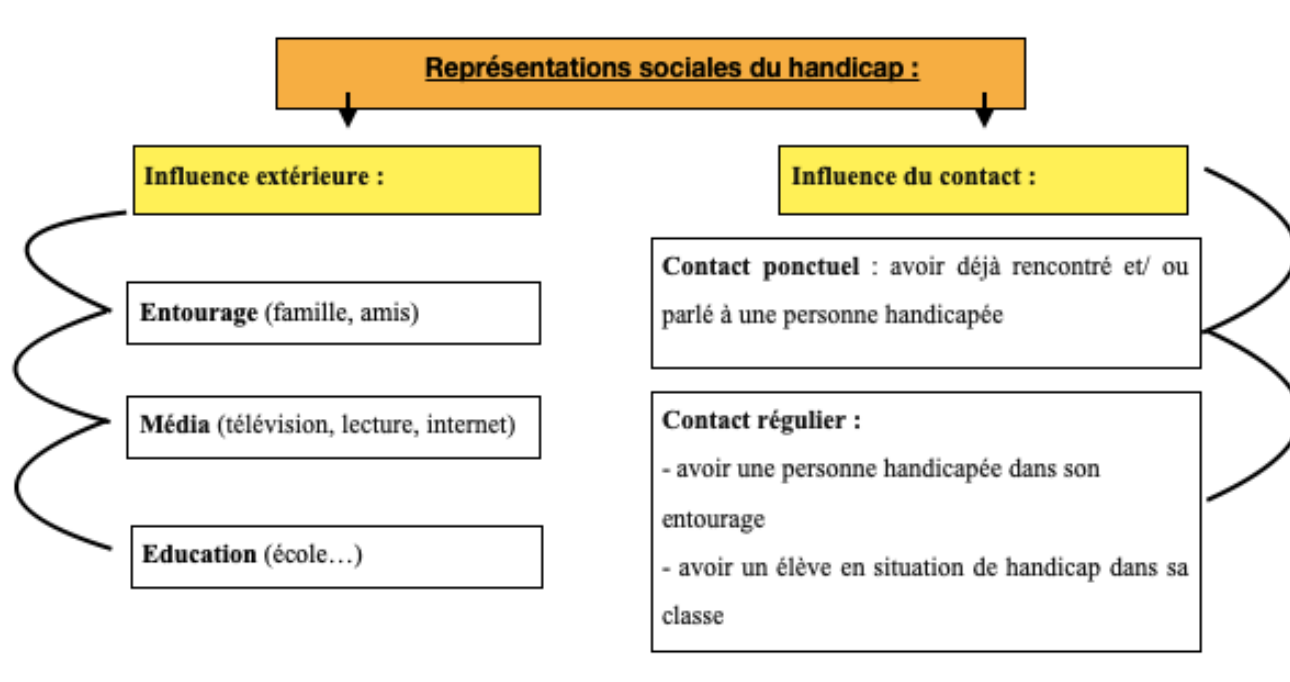 Représentations sociales du handicap :
Influence extérieure :
Entourage (famille, amis)
Média (télévision, lecture, internet)
Education (école…)
Influence du contact :
Contact ponctuel : avoir déjà rencontré et/ ou
parlé à une personne handicapée
Contact régulier :
- avoir une personne handicapée dans son
entourage
- avoir un élève en situation de handicap dans sa
classe